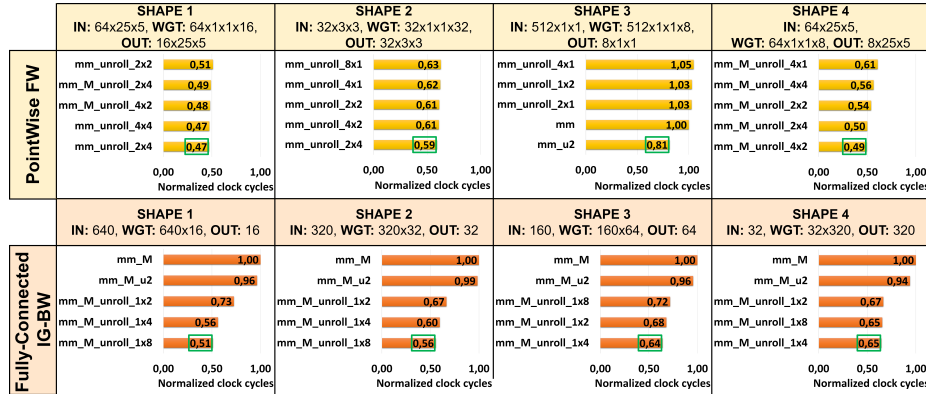 SHAPE 1
IN: 64x25x5, WGT: 64x1x1x16,
OUT: 16x25x5
SHAPE 2
IN: 32x3x3, WGT: 32x1x1x32,
OUT: 32x3x3
SHAPE 3
IN: 512x1x1, WGT: 512x1x1x8,
OUT: 8x1x1
SHAPE 4
IN: 64x25x5,
WGT: 64x1x1x8, OUT: 8x25x5
PointWise FW
mm_unroll_2x2 0,51
mm_M_unroll_2x4 0,49
mm_M_unroll_4x2 0,48
mm_unroll_4x4 0,47
mm_unroll_2x4 0,47
0,00 0,50 1,00
Normalized clock cycles
mm_unroll_8x1 0,63
mm_unroll_4x1 0,62
mm_unroll_2x2 0,61
mm_unroll_4x2 0,61
mm_unroll_2x4 0,59
0,00 0,50 1,00
Normalized clock cycles
mm_unroll_4x1 1,05
mm_unroll_1x2 1,03
mm_unroll_2x1 1,03
mm 1,00
mm_u2 0,81
0,00 0,50 1,00
Normalized clock cycles
mm_M_unroll_4x1 0,61
mm_unroll_4x4 0,56
mm_M_unroll_2x2 0,54
mm_M_unroll_2x4 0,50
mm_M_unroll_4x2 0,49
0,00 0,50 1,00
Normalized clock cycles
SHAPE 1
IN: 640, WGT: 640x16, OUT: 16
SHAPE 2
IN: 320, WGT: 320x32, OUT: 32
SHAPE 3
IN: 160, WGT: 160x64, OUT: 64
SHAPE 4
IN: 32, WGT: 32x320, OUT: 320
Fully-Connected
IG-BW
mm_M 1,00
mm_M_u2 0,96
mm_M_unroll_1x2 0,73
mm_M_unroll_1x4 0,56
mm_M_unroll_1x8 0,51
0,00 0,50 1,00
Normalized clock cycles
mm_M 1,00
mm_M_u2 0,99
mm_M_unroll_1x2 0,67
mm_M_unroll_1x4 0,60
mm_M_unroll_1x8 0,56
0,00 0,50 1,00
Normalized clock cycles
mm_M 1,00
mm_M_u2 0,96
mm_M_unroll_1x8 0,72
mm_M_unroll_1x2 0,68
mm_M_unroll_1x4 0,64
0,00 0,50 1,00
Normalized clock cycles
mm_M 1,00
mm_M_u2 0,94
mm_M_unroll_1x2 0,67
mm_M_unroll_1x8 0,65
mm_M_unroll_1x4 0,65
0,00 0,50 1,00
Normalized clock cycles